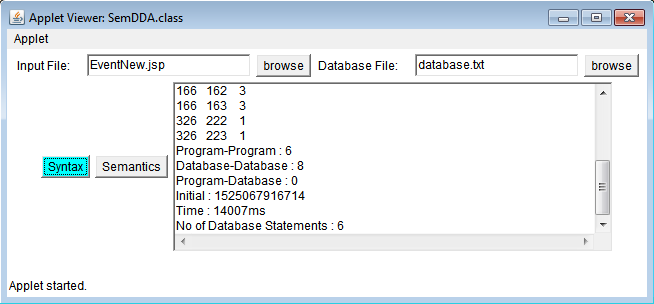 Applet Viewer: SemDDA.class
Applet
Input File: EventNew.jsp browse Database File: database.txt browse
166 162 3
166 163 3
326 222 1
326 223 1
Program-Program : 6
Database-Database : 8
Program-Database : 0
Initial : 1525067916714
Time : 14007ms
No of Database Statements : 6
Syntax Semantics
Applet started.